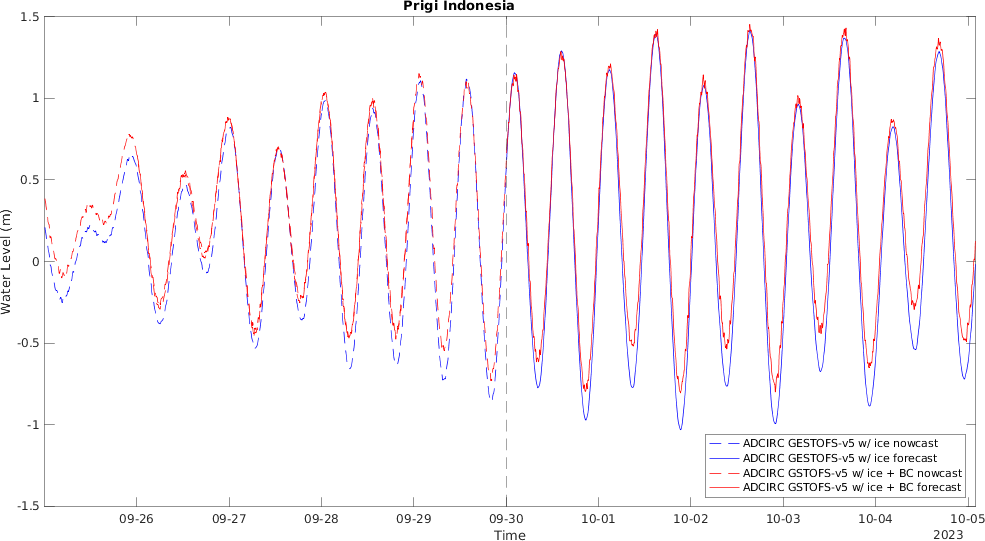 Prigi Indonesia
1.5
1
0.5
0
-0.5
-1
-1.5
Water Level (m)
09-26 09-27 09-28 09-29 09-30 10-01 10-02 10-03 10-04 10-05
Time
2023
ADCIRC GESTOFS-v5 w/ ice nowcast
ADCIRC GESTOFS-v5 w/ ice forecast
ADCIRC GSTOFS-v5 w/ ice + BC nowcast
ADCIRC GSTOFS-v5 w/ ice + BC forecast